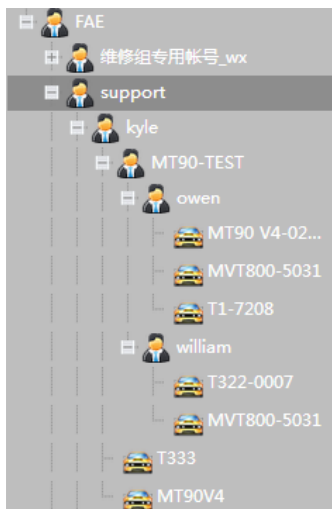 FAE
维修组专用帐号_wx
support
kyle
MT90-TEST
owen
MT90 V4-02...
MVT800-5031
T1-7208
william
T322-0007
MVT800-5031
T333
MT90V4